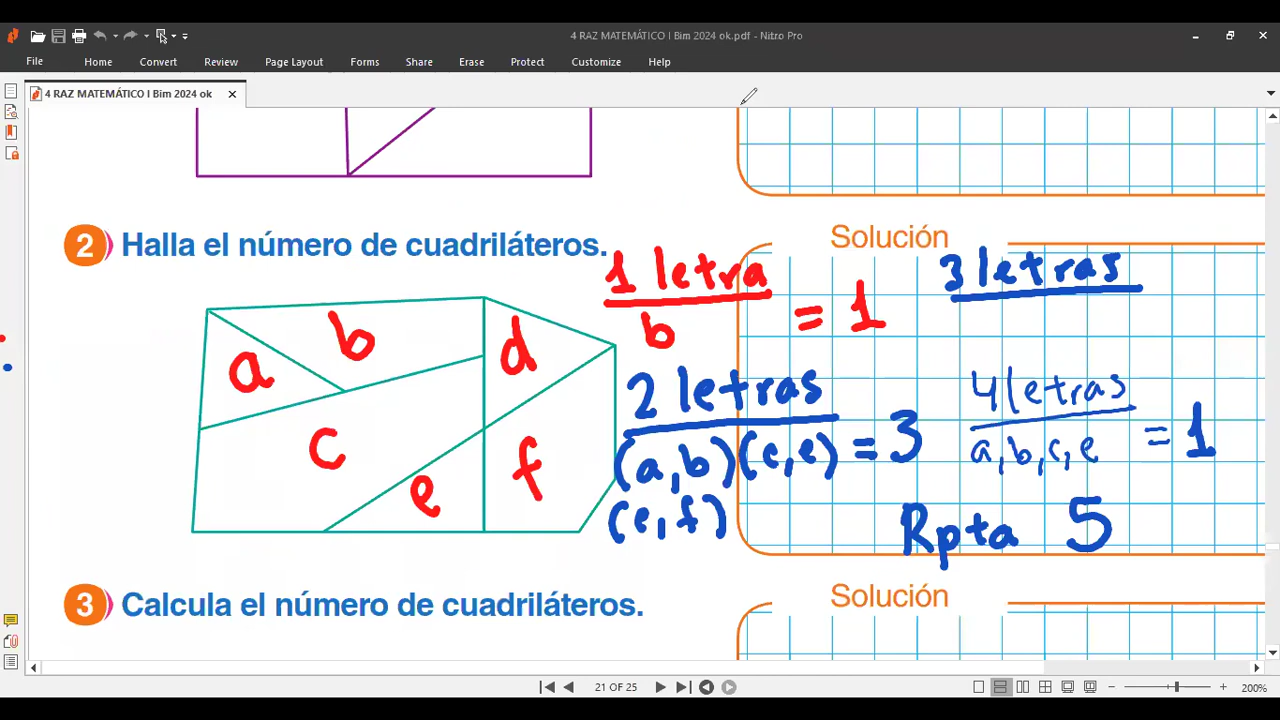 4 RAZ MATEMÁTICO I Bim 2024 ok.pdf - Nitro Pro
File Home Convert Review Page Layout Forms Share Erase Protect Customize Help
4 RAZ MATEMÁTICO I Bim 2024 ok
2 Halla el número de cuadriláteros.
a
b
c
d
e
f
1 letra
b = 1
2 letras
(a,b)(c,e) = 3
(e,f)
Solución
3 letras
4 letras
a,b,c,e = 1
Rpta 5
3 Calcula el número de cuadriláteros.
Solución
21 OF 25
200%